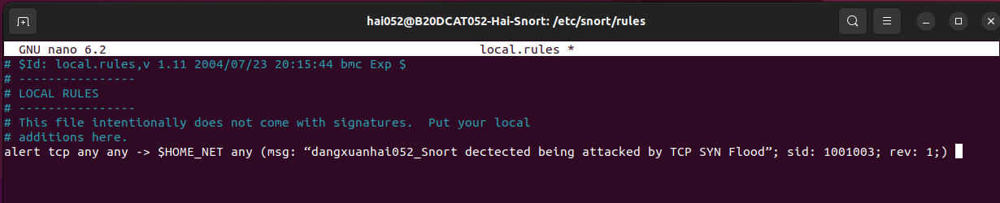 hai052@B20DCAT052-Hai-Snort: /etc/snort/rules
GNU nano 6.2 local.rules *
# $Id: local.rules,v 1.11 2004/07/23 20:15:44 bmc Exp $
# ----------------
# LOCAL RULES
# ----------------
# This file intentionally does not come with signatures.  Put your local
# additions here.
alert tcp any any -> $HOME_NET any (msg: “dangxuanhai052_Snort dectected being attacked by TCP SYN Flood”; sid: 1001003; rev: 1;)